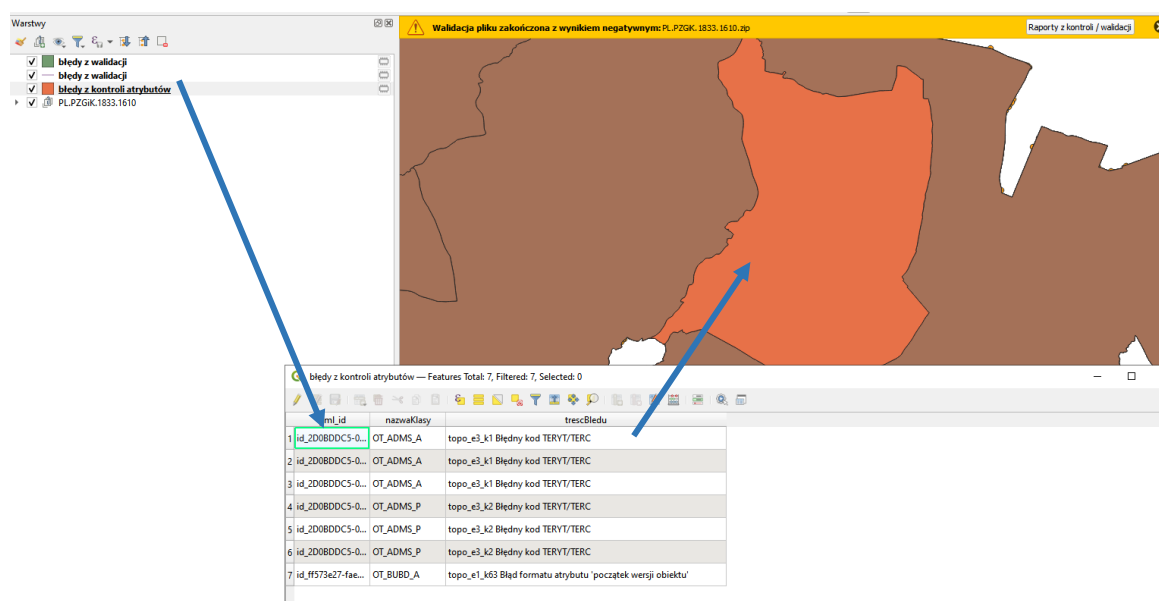 Warstwy
Walidacja pliku zakończona z wynikiem negatywnym: PL.PZGiK.1833.1610.zip
Raporty z kontroli / walidacji
błędy z walidacji
błędy z walidacji
błędy z kontroli atrybutów
PL.PZGiK.1833.1610
błędy z kontroli atrybutów — Features Total: 7, Filtered: 7, Selected: 0
ml_id nazwaKlasy trescBledu
1 id_2D0BDDC5-0... OT_ADMS_A topo_e3_k1 Błędny kod TERYT/TERC
2 id_2D0BDDC5-0... OT_ADMS_A topo_e3_k1 Błędny kod TERYT/TERC
3 id_2D0BDDC5-0... OT_ADMS_A topo_e3_k1 Błędny kod TERYT/TERC
4 id_2D0BDDC5-0... OT_ADMS_P topo_e3_k2 Błędny kod TERYT/TERC
5 id_2D0BDDC5-0... OT_ADMS_P topo_e3_k2 Błędny kod TERYT/TERC
6 id_2D0BDDC5-0... OT_ADMS_P topo_e3_k2 Błędny kod TERYT/TERC
7 id_ff573e27-fae... OT_BUBD_A topo_e1_k63 Błąd formatu atrybutu 'początek wersji obiektu'